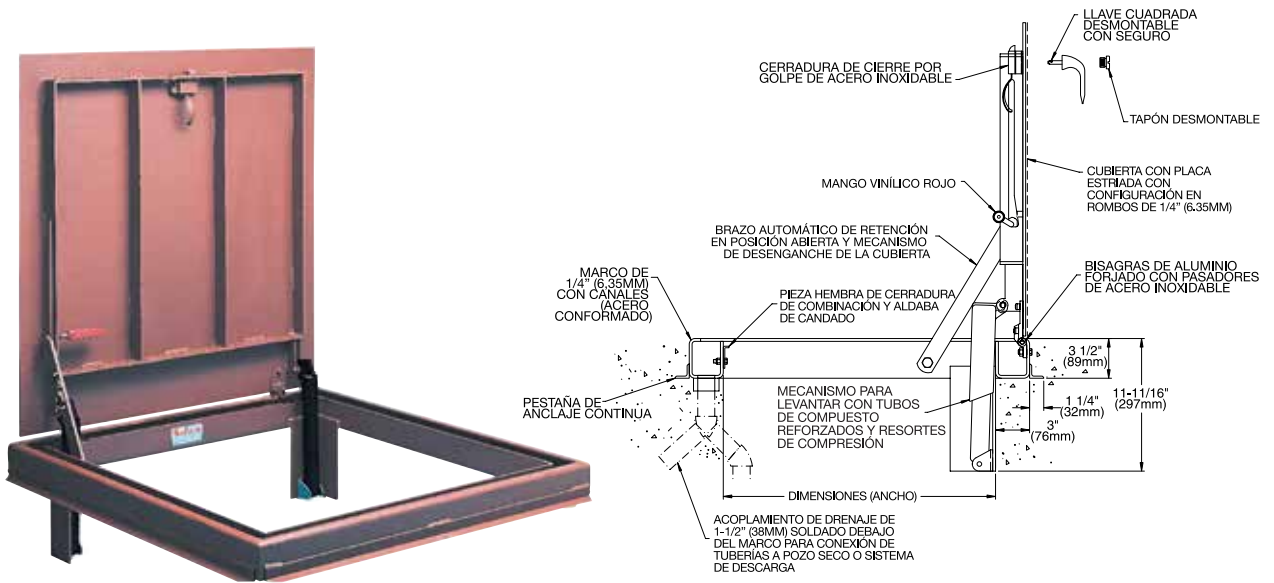 LLAVE CUADRADA
DESMONTABLE
CON SEGURO
CERRADURA DE CIERRE POR
GOLPE DE ACERO INOXIDABLE
TAPÓN DESMONTABLE
CUBIERTA CON PLACA
ESTRIADA CON
CONFIGURACIÓN EN
ROMBOS DE 1/4" (6.35MM)
MANGO VINÍLICO ROJO
BRAZO AUTOMÁTICO DE RETENCIÓN
EN POSICIÓN ABIERTA Y MECANISMO
DE DESENGANCHE DE LA CUBIERTA
BISAGRAS DE ALUMINIO
FORJADO CON PASADORES
DE ACERO INOXIDABLE
MARCO DE
1/4" (6,35MM)
CON CANALES
(ACERO
CONFORMADO)
PIEZA HEMBRA DE CERRADURA
DE COMBINACIÓN Y ALDABA
DE CANDADO
3 1/2"
(89mm)
11-11/16"
(297mm)
1 1/4"
(32mm)
3"
(76mm)
PESTAÑA DE
ANCLAJE CONTINUA
MECANISMO PARA
LEVANTAR CON TUBOS
DE COMPUESTO
REFORZADOS Y RESORTES
DE COMPRESIÓN
DIMENSIONES (ANCHO)
ACOPLAMIENTO DE DRENAJE DE
1-1/2" (38MM) SOLDADO DEBAJO
DEL MARCO PARA CONEXIÓN DE
TUBERÍAS A POZO SECO O SISTEMA
DE DESCARGA